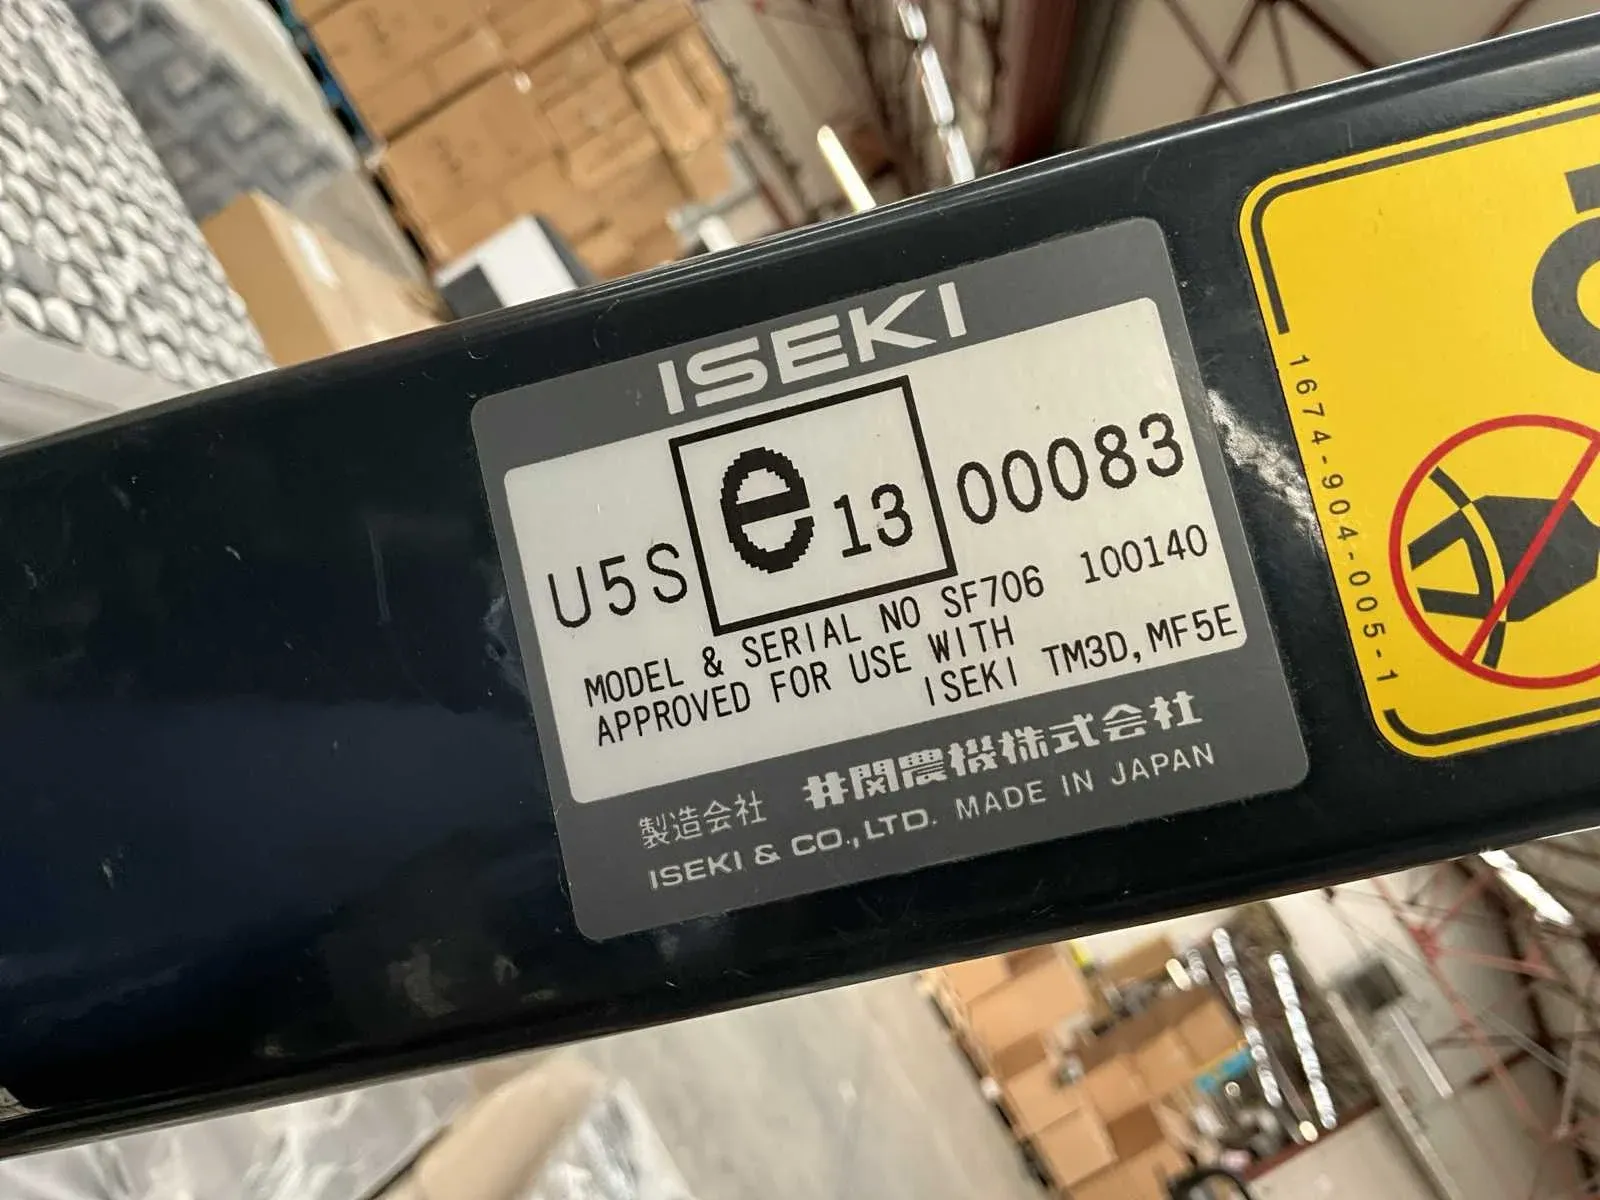 ISEKI
U5S e 13 00083
MODEL & SERIAL NO SF706 100140
APPROVED FOR USE WITH
ISEKI TM3D, MF5E
製造会社 井関農機株式会社
ISEKI & CO., LTD. MADE IN JAPAN
1674-904-005-1